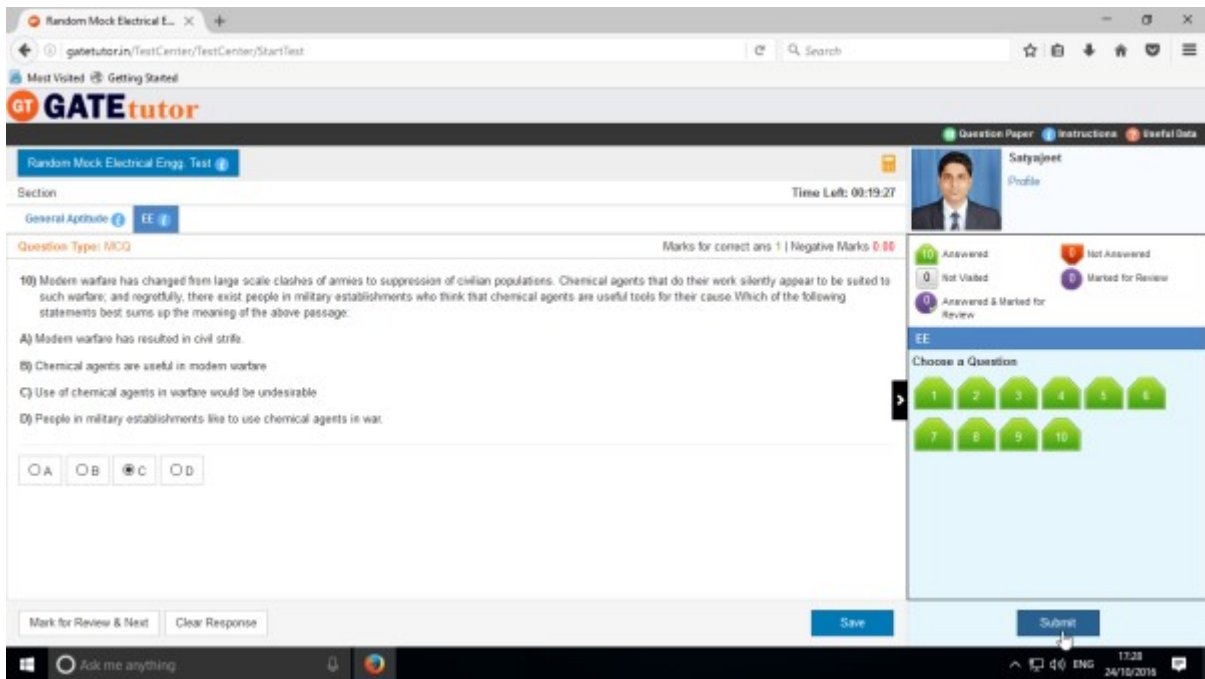 Random Mock Electrical E...
gatetutor.in/TestCenter/TestCenter/StartTest
Search
Most Visited Getting Started
GT GATEtutor
Question Paper Instructions Useful Data
Random Mock Electrical Engg. Test
Satyajeet
Profile
Section
Time Left: 00:19:27
General Aptitude EE
Question Type: MCQ
Marks for correct ans 1 | Negative Marks 0.00
10) Modern warfare has changed from large scale clashes of armies to suppression of civilian populations. Chemical agents that do their work silently appear to be suited to
such warfare; and regretfully, there exist people in military establishments who think that chemical agents are useful tools for their cause.Which of the following
statements best sums up the meaning of the above passage:
A) Modern warfare has resulted in civil strife.
B) Chemical agents are useful in modern warfare
C) Use of chemical agents in warfare would be undesirable
D) People in military establishments like to use chemical agents in war.
A B C D
10 Answered
0 Not Answered
0 Not Visited
0 Marked for Review
0 Answered & Marked for
Review
EE
Choose a Question
1 2 3 4 5 6
7 8 9 10
Mark for Review & Next Clear Response
Save
Submit
Ask me anything
ENG
17:28
24/10/2016